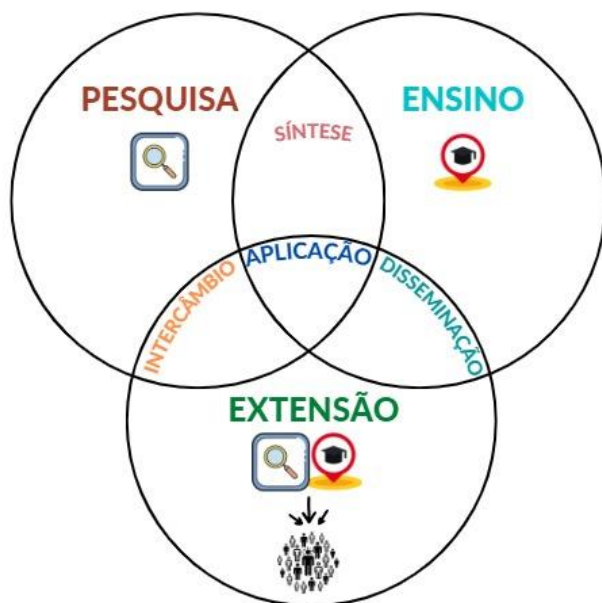 PESQUISA
ENSINO
SÍNTESE
INTERCÂMBIO
APLICAÇÃO
DISSEMINAÇÃO
EXTENSÃO